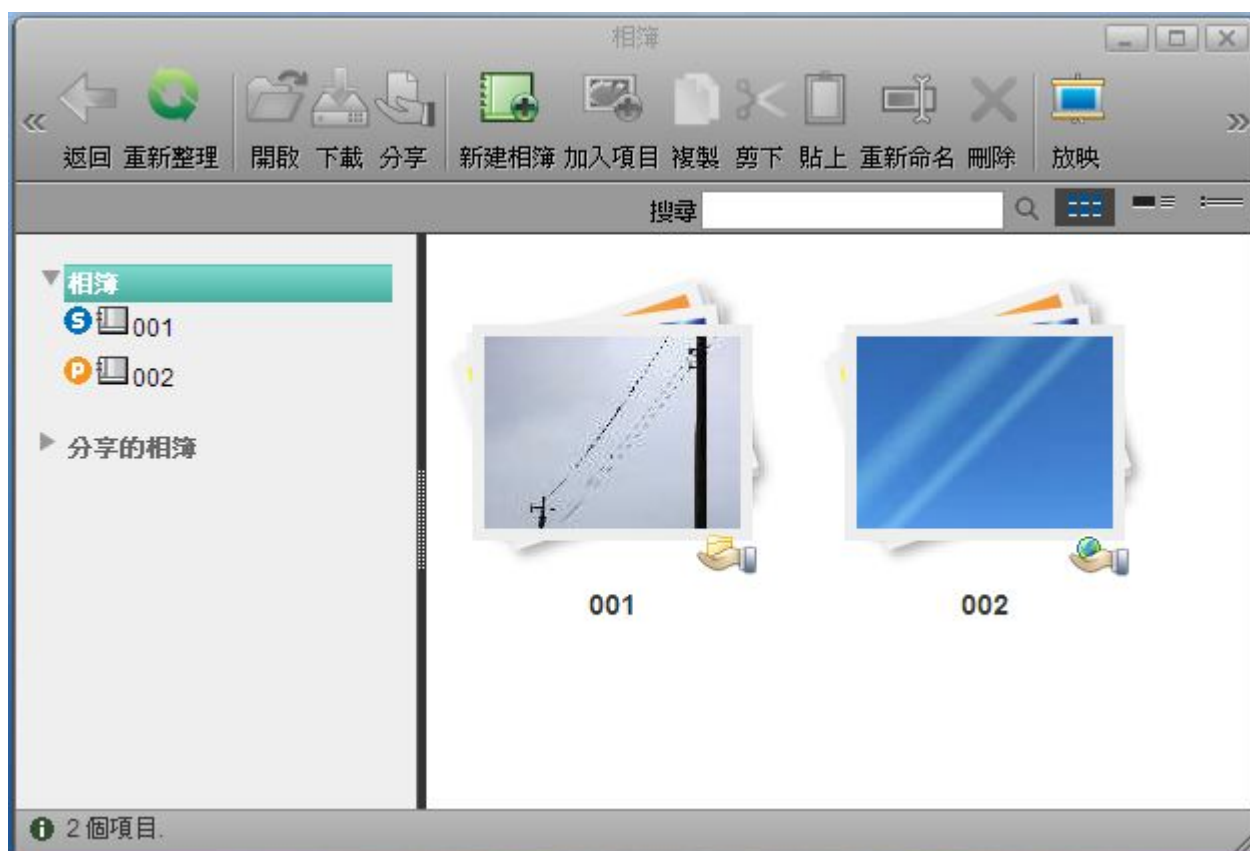 相簿
返回 重新整理 開啟 下載 分享 新建相簿 加入項目 複製 剪下 貼上 重新命名 刪除 放映
搜尋
相簿
S 001
P 002
分享的相簿
001 002
2 個項目.